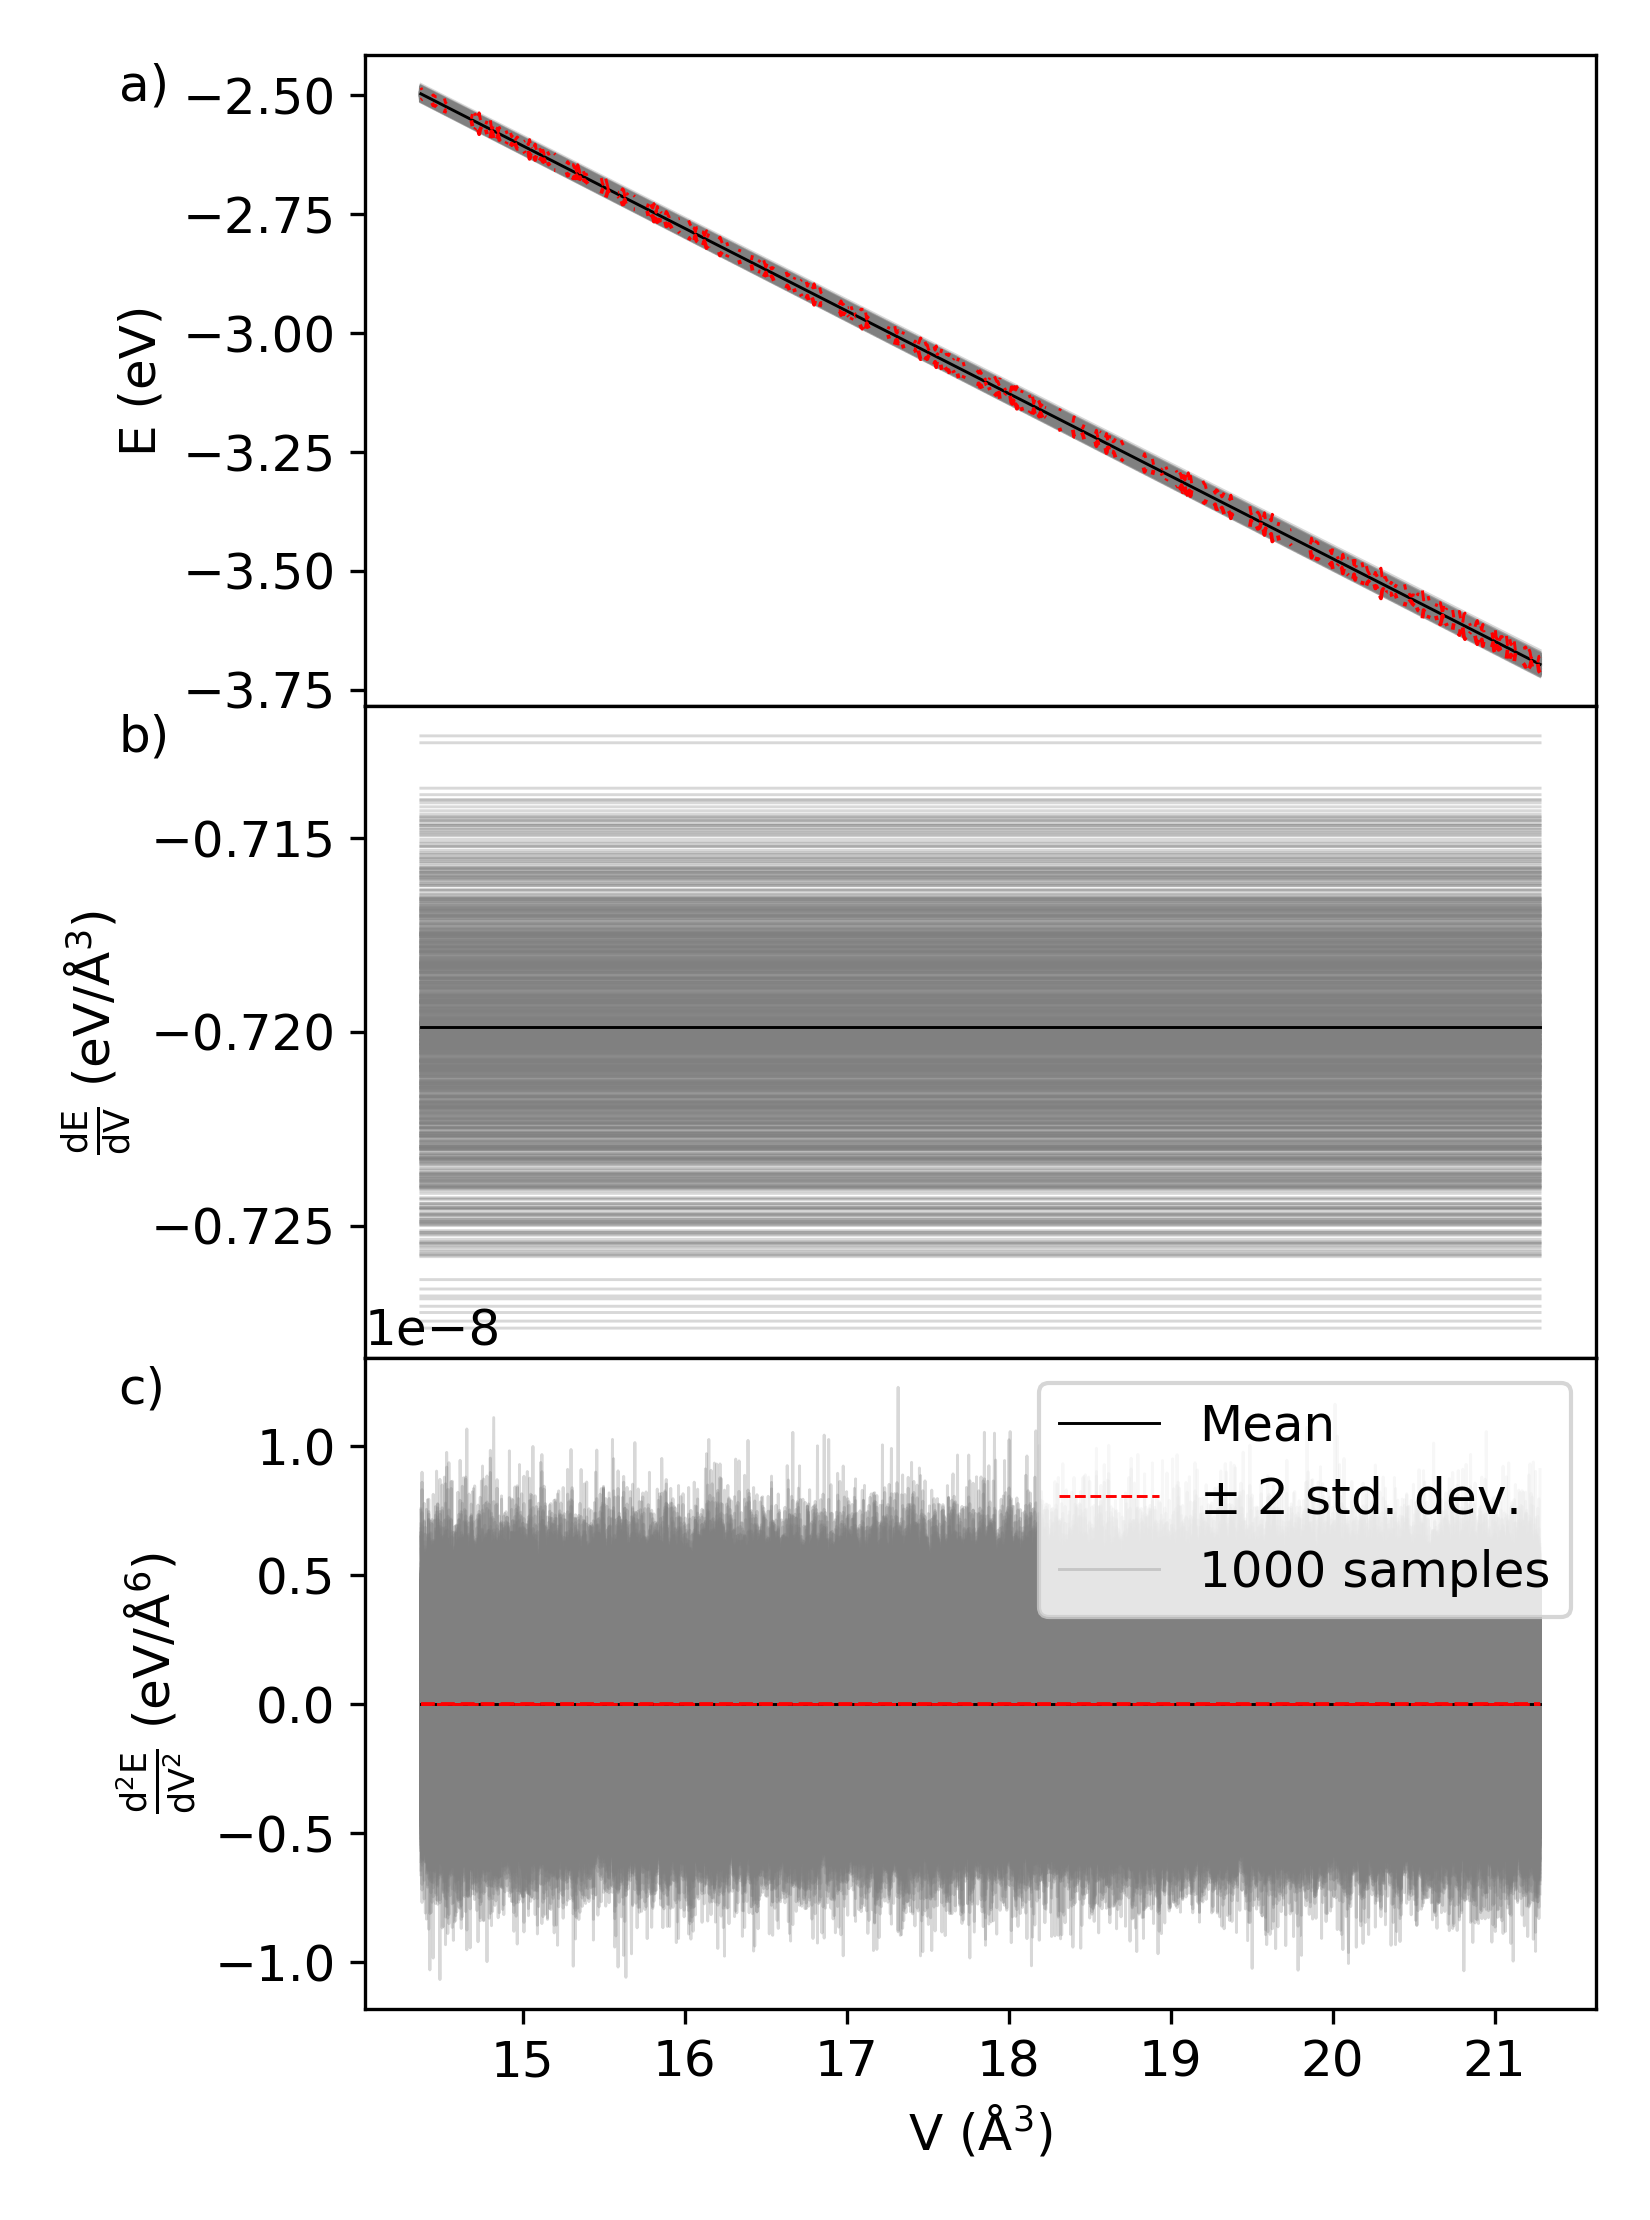 a)
−2.50
−2.75
−3.00
−3.25
−3.50
−3.75
E (eV)
b)
−0.715
−0.720
−0.725
dE/dV (eV/Å³)
1e−8
c)
1.0
0.5
0.0
−0.5
−1.0
d²E/dV² (eV/Å⁶)
Mean
± 2 std. dev.
1000 samples
15 16 17 18 19 20 21
V (Å³)